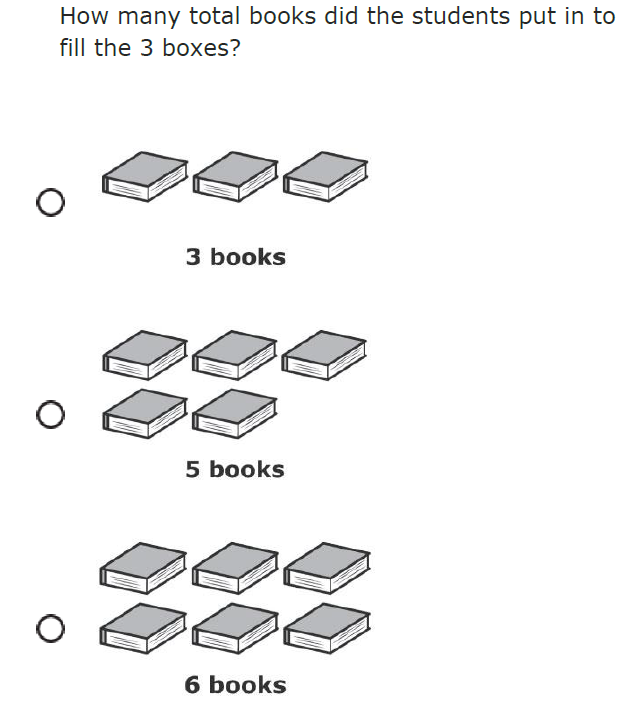 How many total books did the students put in to
fill the 3 boxes?
3 books
5 books
6 books